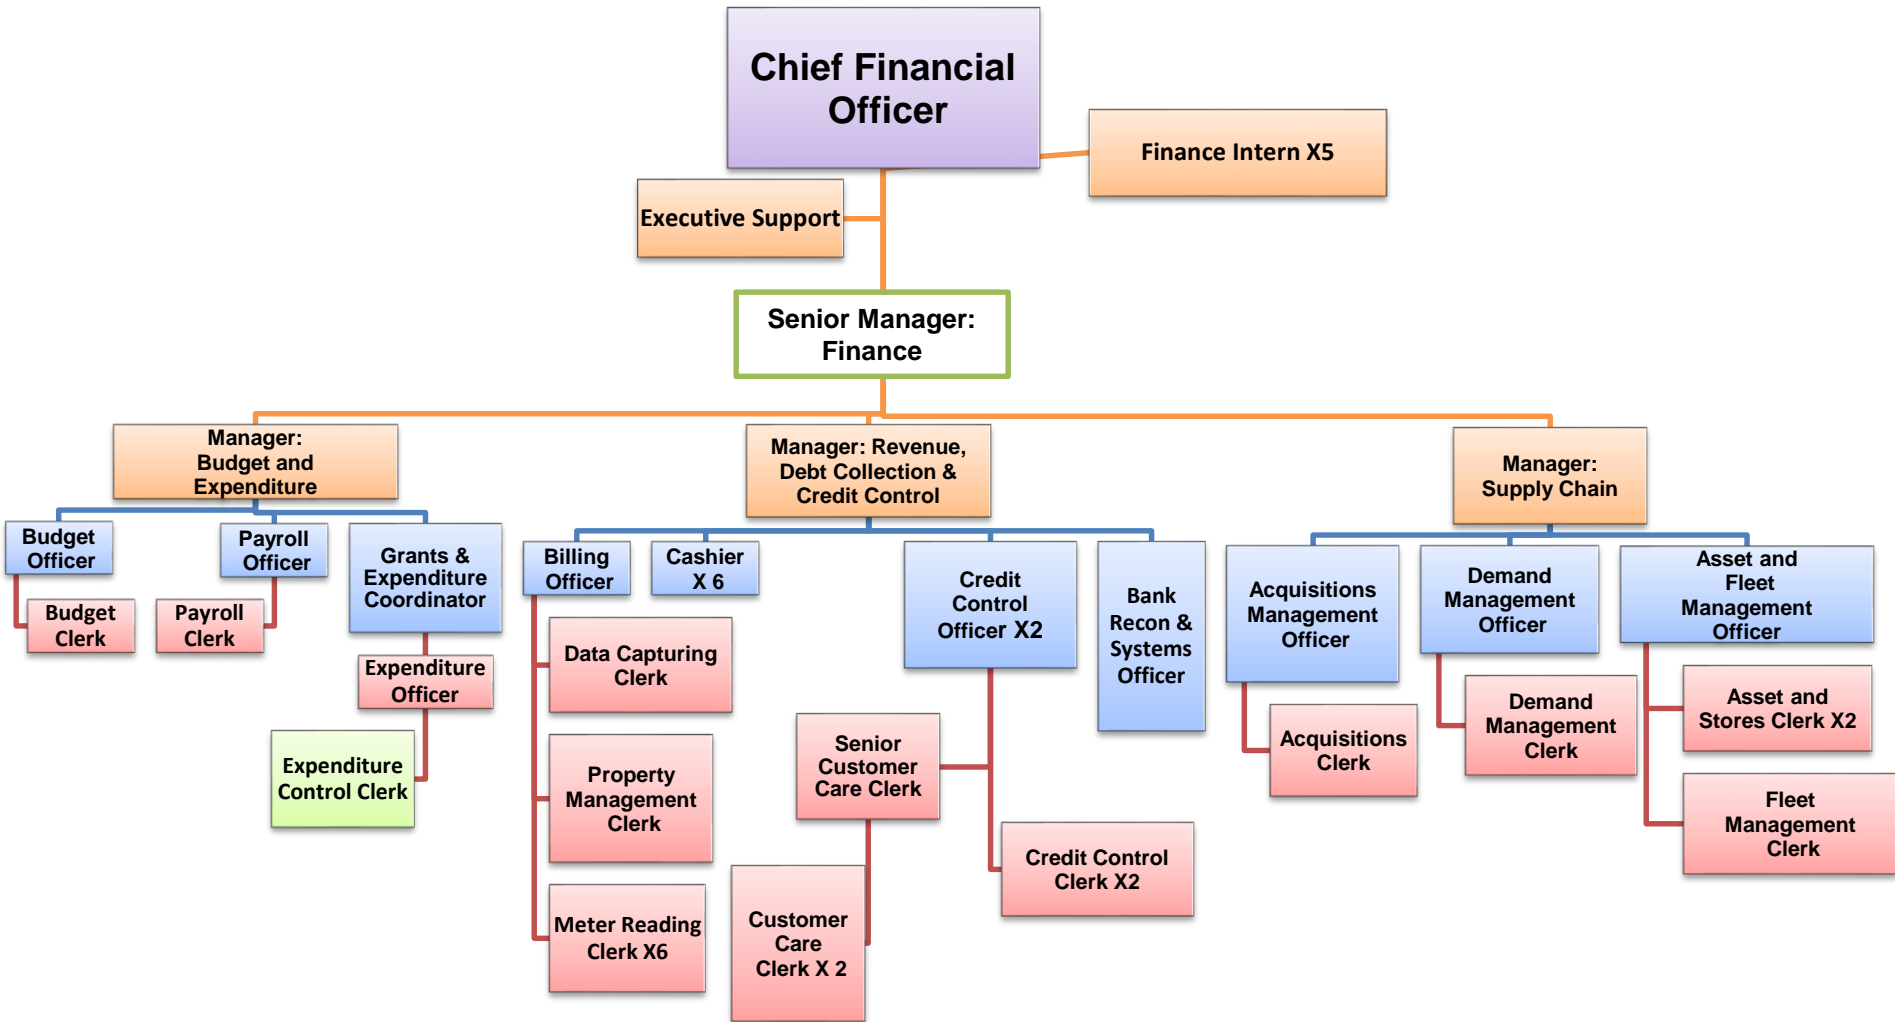 Chief Financial
Officer
Finance Intern X5
Executive Support
Senior Manager:
Finance
Manager:
Budget and
Expenditure
Manager: Revenue,
Debt Collection &
Credit Control
Manager:
Supply Chain
Budget
Officer
Payroll
Officer
Grants &
Expenditure
Coordinator
Billing
Officer
Cashier
X 6
Credit
Control
Officer X2
Bank
Recon &
Systems
Officer
Acquisitions
Management
Officer
Demand
Management
Officer
Asset and
Fleet
Management
Officer
Budget
Clerk
Payroll
Clerk
Expenditure
Officer
Expenditure
Control Clerk
Data Capturing
Clerk
Property
Management
Clerk
Meter Reading
Clerk X6
Senior
Customer
Care Clerk
Customer
Care
Clerk X 2
Credit Control
Clerk X2
Acquisitions
Clerk
Demand
Management
Clerk
Asset and
Stores Clerk X2
Fleet
Management
Clerk